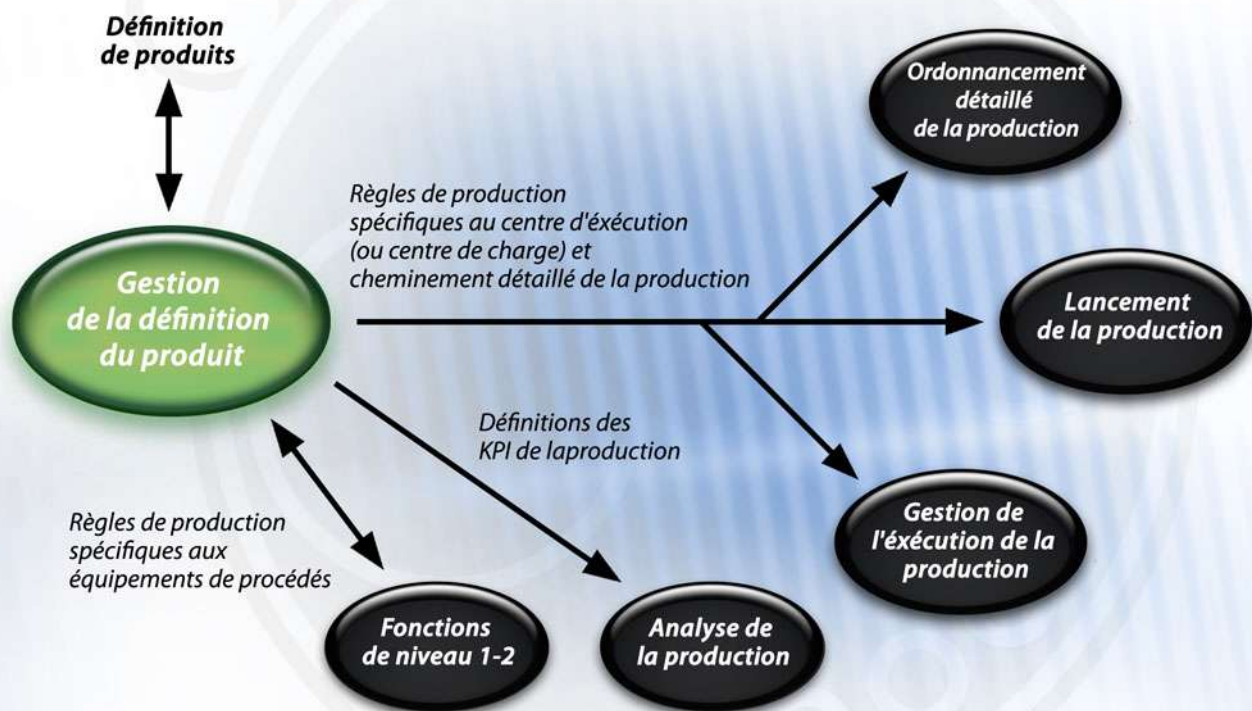 Définition
de produits
Ordonnancement
détaillé
de la production
Règles de production
spécifiques au centre d'éxécution
(ou centre de charge) et
cheminement détaillé de la production
Gestion
de la définition
du produit
Lancement
de la production
Définitions des
KPI de laproduction
Gestion de
l'éxécution de la
production
Règles de production
spécifiques aux
équipements de procédés
Fonctions
de niveau 1-2
Analyse de
la production